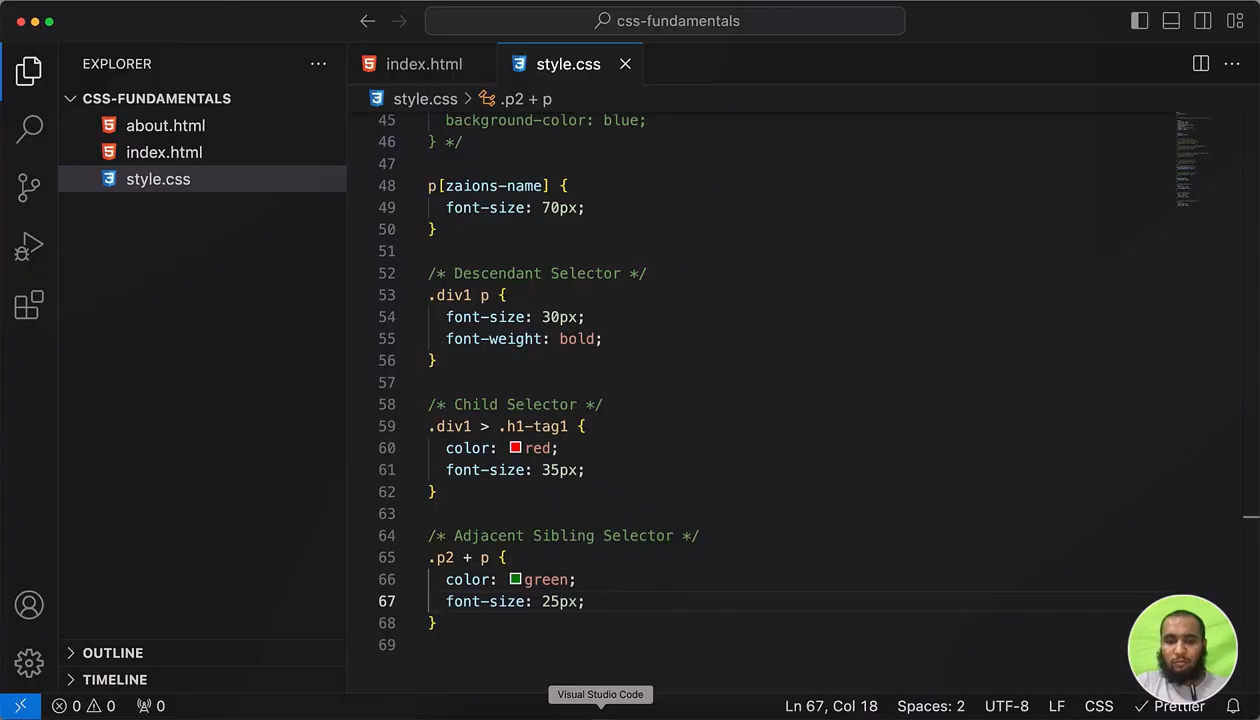 css-fundamentals
EXPLORER
CSS-FUNDAMENTALS
about.html
index.html
style.css
OUTLINE
TIMELINE
index.html
style.css
style.css > .p2 + p
45 background-color: blue;
46 } */
47
48 p[zaions-name] {
49 font-size: 70px;
50 }
51
52 /* Descendant Selector */
53 .div1 p {
54 font-size: 30px;
55 font-weight: bold;
56 }
57
58 /* Child Selector */
59 .div1 > .h1-tag1 {
60 color: red;
61 font-size: 35px;
62 }
63
64 /* Adjacent Sibling Selector */
65 .p2 + p {
66 color: green;
67 font-size: 25px;
68 }
69
Visual Studio Code
0 0 0 Ln 67, Col 18 Spaces: 2 UTF-8 LF CSS Prettier